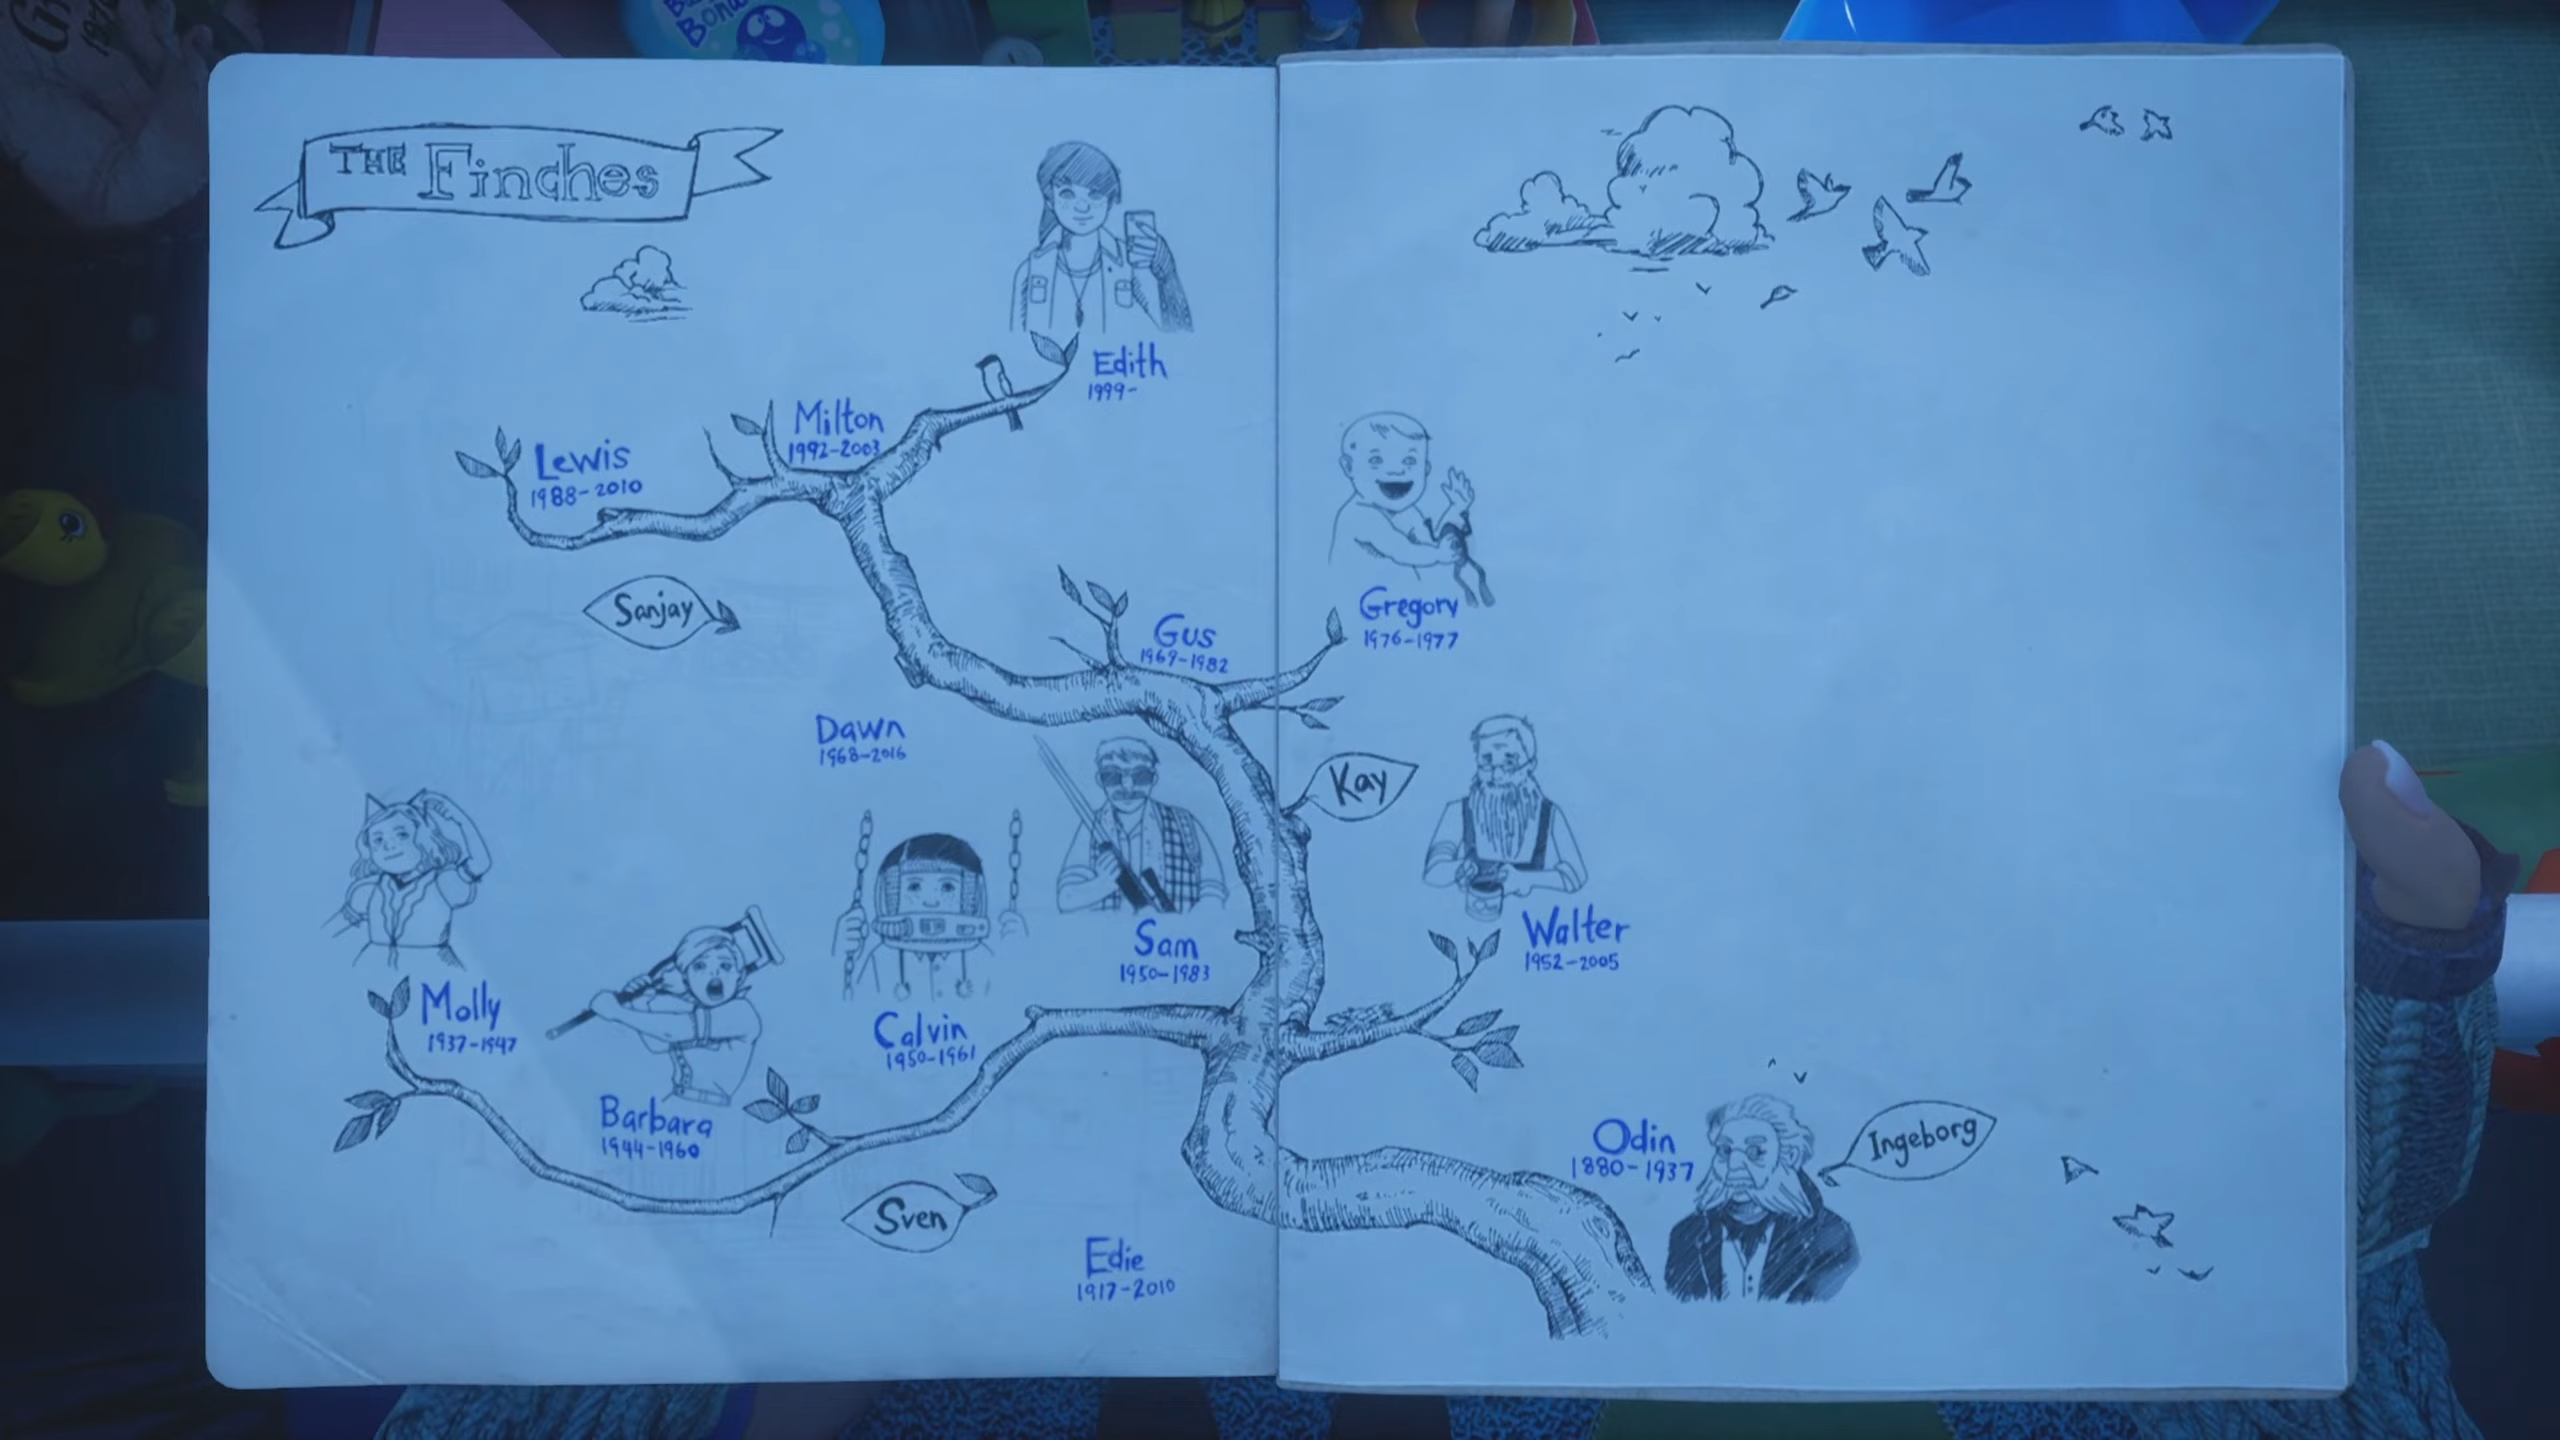 THE Finches
Edith
1999-
Milton
1992-2003
Lewis
1988-2010
Sanjay
Gregory
1976-1977
Gus
1969-1982
Dawn
1968-2016
Kay
Walter
1952-2005
Sam
1950-1983
Calvin
1950-1961
Molly
1937-1947
Barbara
1944-1960
Sven
Edie
1917-2010
Odin
1880-1937
Ingeborg